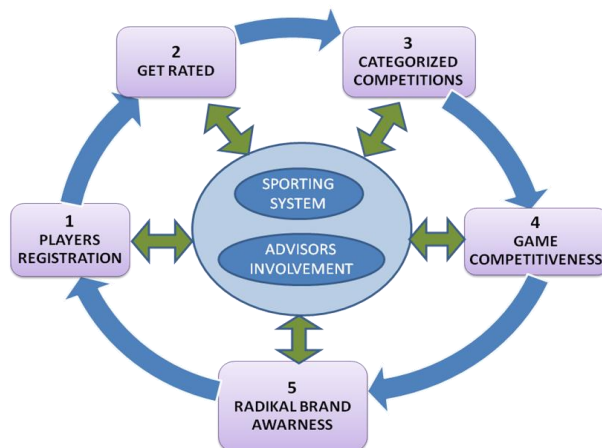 1
PLAYERS
REGISTRATION
2
GET RATED
3
CATEGORIZED
COMPETITIONS
4
GAME
COMPETITIVENESS
5
RADIKAL BRAND
AWARNESS
SPORTING
SYSTEM
ADVISORS
INVOLVEMENT